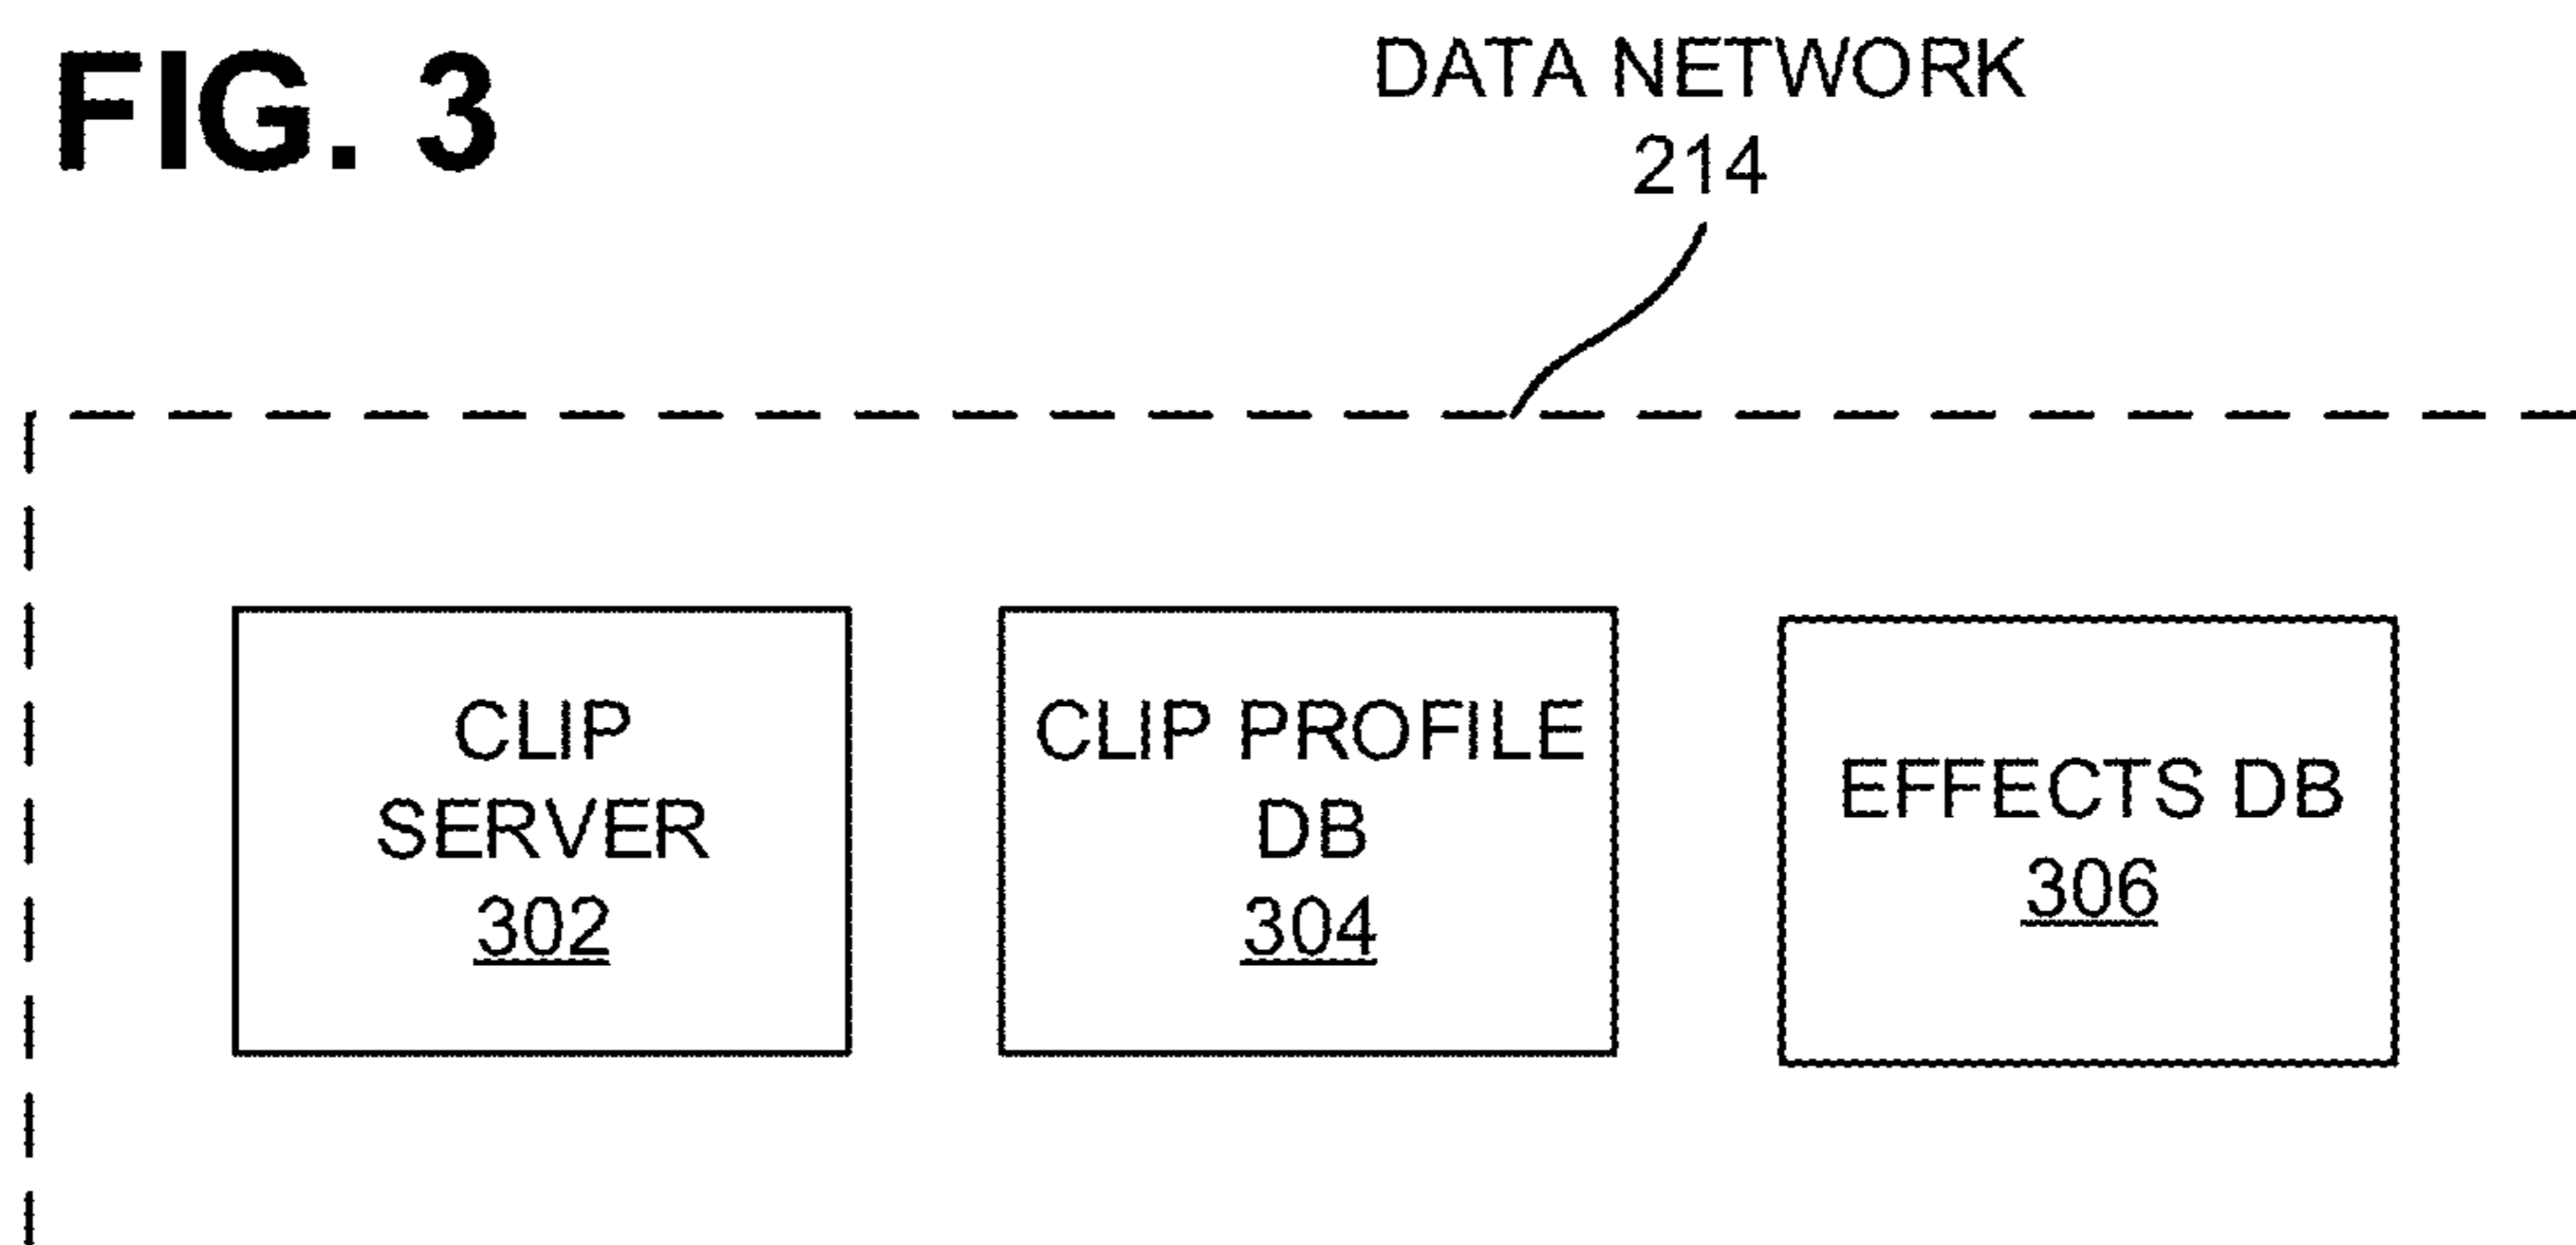 FIG. 3
DATA NETWORK
214
CLIP
SERVER
302
CLIP PROFILE
DB
304
EFFECTS DB
306